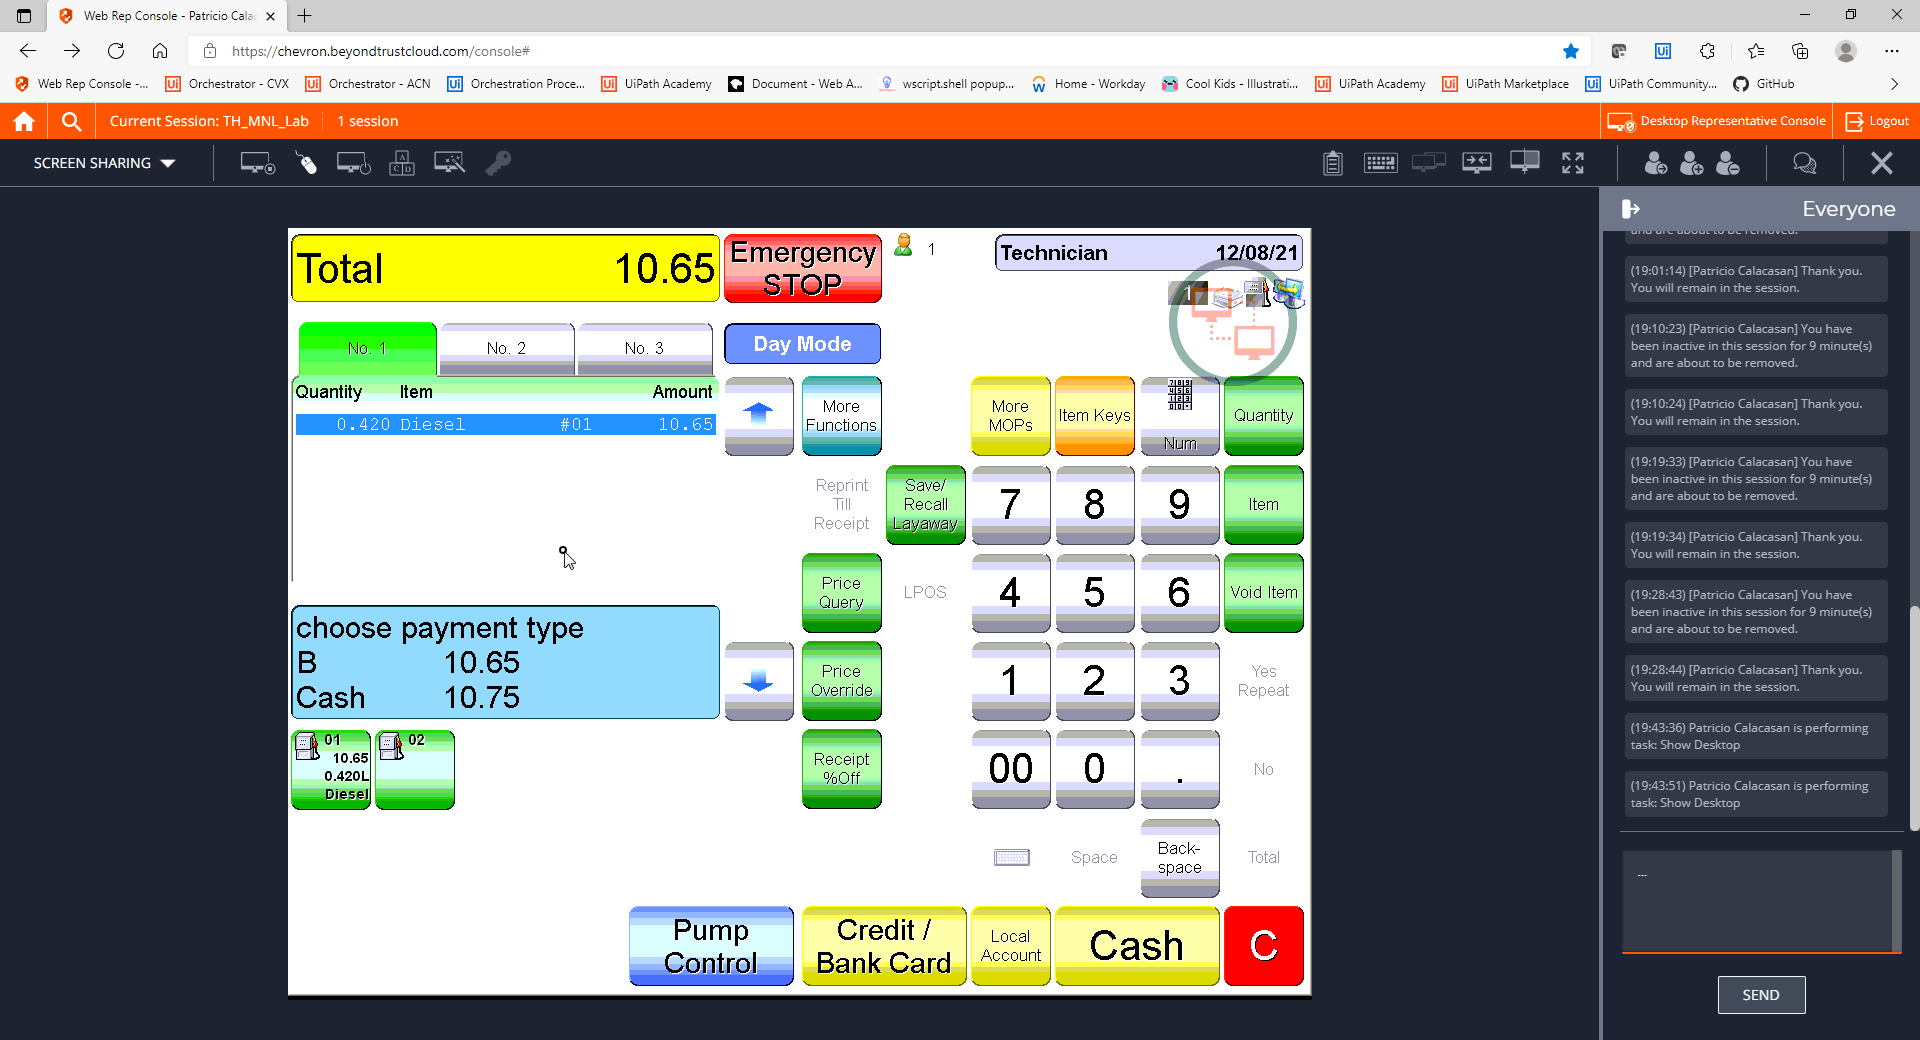 Web Rep Console - Patricio Cala
https://chevron.beyondtrustcloud.com/console#
Web Rep Console -...
Orchestrator - CVX
Orchestrator - ACN
Orchestration Proce...
UiPath Academy
Document - Web A...
wscript.shell popup...
Home - Workday
Cool Kids - Illustrati...
UiPath Academy
UiPath Marketplace
UiPath Community...
GitHub
Current Session: TH_MNL_Lab
1 session
Desktop Representative Console
Logout
SCREEN SHARING
Everyone
Total 10.65
Emergency
STOP
1
Technician 12/08/21
1
No. 1
No. 2
No. 3
Day Mode
Quantity Item Amount
0.420 Diesel #01 10.65
More
Functions
More
MOPs
Item Keys
Num
Quantity
Reprint
Till
Receipt
Save/
Recall
Layaway
7
8
9
Item
Price
Query
LPOS
4
5
6
Void Item
choose payment type
B 10.65
Cash 10.75
Price
Override
1
2
3
Yes
Repeat
01
10.65
0.420L
Diesel
02
Receipt
%Off
00
0
.
No
Space
Back-
space
Total
Pump
Control
Credit /
Bank Card
Local
Account
Cash
C
and are about to be removed.
(19:01:14) [Patricio Calacasan] Thank you.
You will remain in the session.
(19:10:23) [Patricio Calacasan] You have
been inactive in this session for 9 minute(s)
and are about to be removed.
(19:10:24) [Patricio Calacasan] Thank you.
You will remain in the session.
(19:19:33) [Patricio Calacasan] You have
been inactive in this session for 9 minute(s)
and are about to be removed.
(19:19:34) [Patricio Calacasan] Thank you.
You will remain in the session.
(19:28:43) [Patricio Calacasan] You have
been inactive in this session for 9 minute(s)
and are about to be removed.
(19:28:44) [Patricio Calacasan] Thank you.
You will remain in the session.
(19:43:36) Patricio Calacasan is performing
task: Show Desktop
(19:43:51) Patricio Calacasan is performing
task: Show Desktop
...
SEND